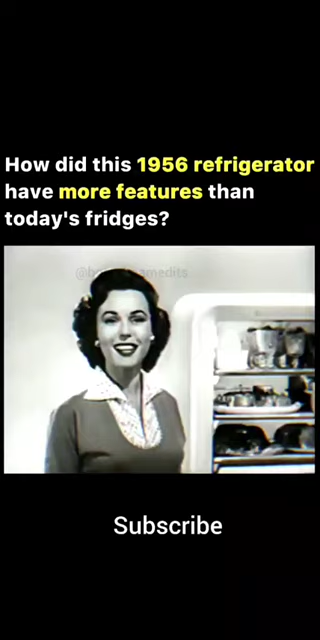 How did this 1956 refrigerator
have more features than
today's fridges?
Subscribe